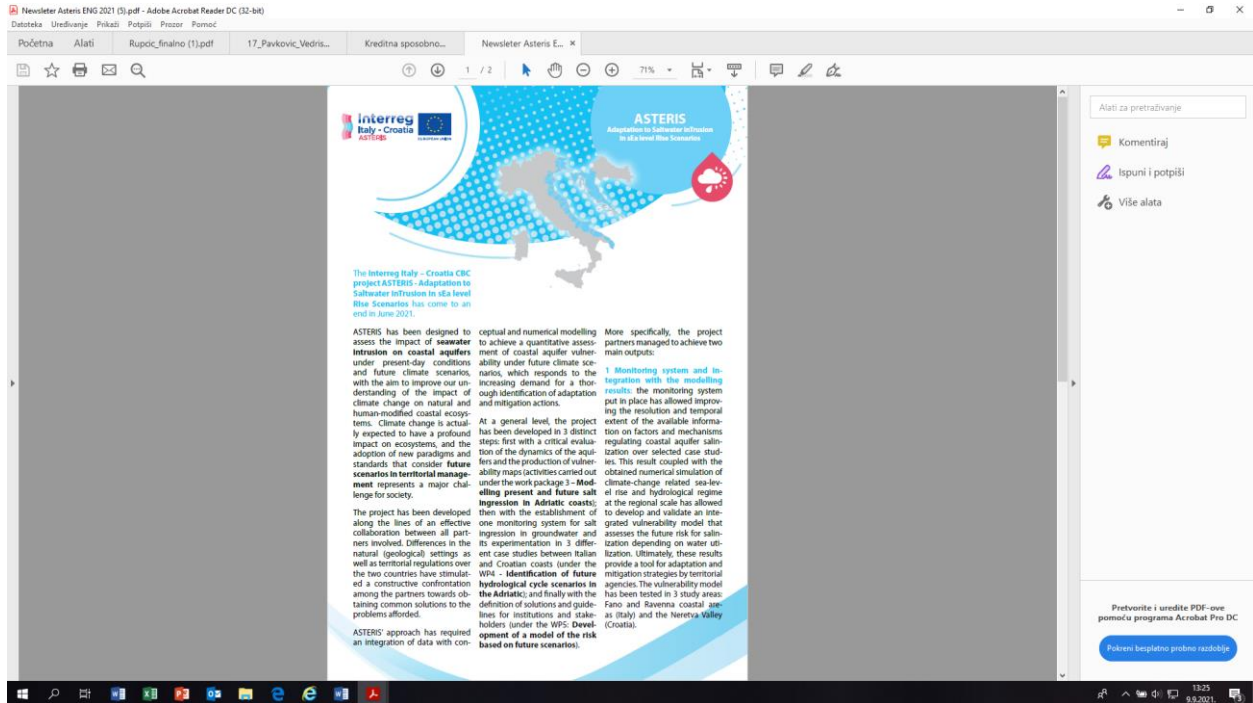 Newsleter Asteris ENG 2021 (5).pdf - Adobe Acrobat Reader DC (32-bit)
Datoteka Uređivanje Prikaži Potpiši Prozor Pomoć
Početna Alati Rupcic_finalno (1).pdf 17_Pavkovic_Vedris... Kreditna sposobno... Newsleter Asteris E... ×
1 / 2 71%
Alati za pretraživanje
Komentiraj
Ispuni i potpiši
Više alata
Interreg
Italy - Croatia
ASTERIS
EUROPEAN UNION
ASTERIS
Adaptation to Saltwater inTrusion
in sEa level Rise Scenarios
The Interreg Italy – Croatia CBC
project ASTERIS - Adaptation to
Saltwater inTrusion in sEa level
Rise Scenarios has come to an
end in June 2021.
ASTERIS has been designed to
assess the impact of seawater
intrusion on coastal aquifers
under present-day conditions
and future climate scenarios,
with the aim to improve our un-
derstanding of the impact of
climate change on natural and
human-modified coastal ecosys-
tems. Climate change is actual-
ly expected to have a profound
impact on ecosystems, and the
adoption of new paradigms and
standards that consider future
scenarios in territorial manage-
ment represents a major chal-
lenge for society.
The project has been developed
along the lines of an effective
collaboration between all part-
ners involved. Differences in the
natural (geological) settings as
well as territorial regulations over
the two countries have stimulat-
ed a constructive confrontation
among the partners towards ob-
taining common solutions to the
problems afforded.
ASTERIS' approach has required
an integration of data with con-
ceptual and numerical modelling
to achieve a quantitative assess-
ment of coastal aquifer vulner-
ability under future climate sce-
narios, which responds to the
increasing demand for a thor-
ough identification of adaptation
and mitigation actions.
At a general level, the project
has been developed in 3 distinct
steps: first with a critical evalua-
tion of the dynamics of the aqui-
fers and the production of vulner-
ability maps (activities carried out
under the work package 3 – Mod-
elling present and future salt
ingression in Adriatic coasts);
then with the establishment of
one monitoring system for salt
ingression in groundwater and
its experimentation in 3 differ-
ent case studies between Italian
and Croatian coasts (under the
WP4 - Identification of future
hydrological cycle scenarios in
the Adriatic); and finally with the
definition of solutions and guide-
lines for institutions and stake-
holders (under the WP5: Devel-
opment of a model of the risk
based on future scenarios).
More specifically, the project
partners managed to achieve two
main outputs:
1 Monitoring system and in-
tegration with the modelling
results: the monitoring system
put in place has allowed improv-
ing the resolution and temporal
extent of the available informa-
tion on factors and mechanisms
regulating coastal aquifer salin-
ization over selected case stud-
ies. This result coupled with the
obtained numerical simulation of
climate-change related sea-lev-
el rise and hydrological regime
at the regional scale has allowed
to develop and validate an inte-
grated vulnerability model that
assesses the future risk for salin-
ization depending on water uti-
lization. Ultimately, these results
provide a tool for adaptation and
mitigation strategies by territorial
agencies. The vulnerability model
has been tested in 3 study areas:
Fano and Ravenna coastal are-
as (Italy) and the Neretva Valley
(Croatia).
Pretvorite i uredite PDF-ove
pomoću programa Acrobat Pro DC
Pokreni besplatno probno razdoblje
13:25
9.9.2021.